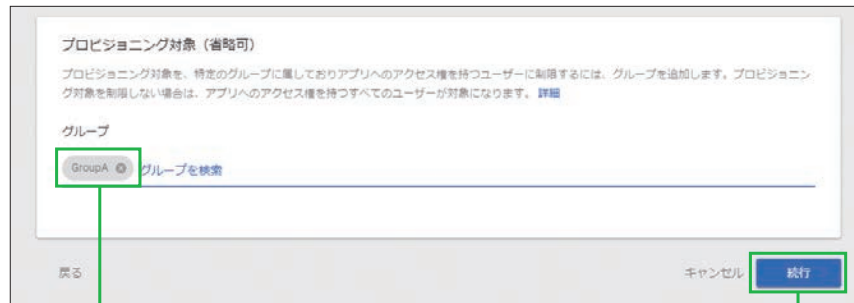 プロビジョニング対象（省略可）
プロビジョニング対象を、特定のグループに属しておりアプリへのアクセス権を持つユーザーに制限するには、グループを追加します。プロビジョニン
グ対象を制限しない場合は、アプリへのアクセス権を持つすべてのユーザーが対象になります。 詳細
グループ
GroupA グループを検索
戻る キャンセル 続行